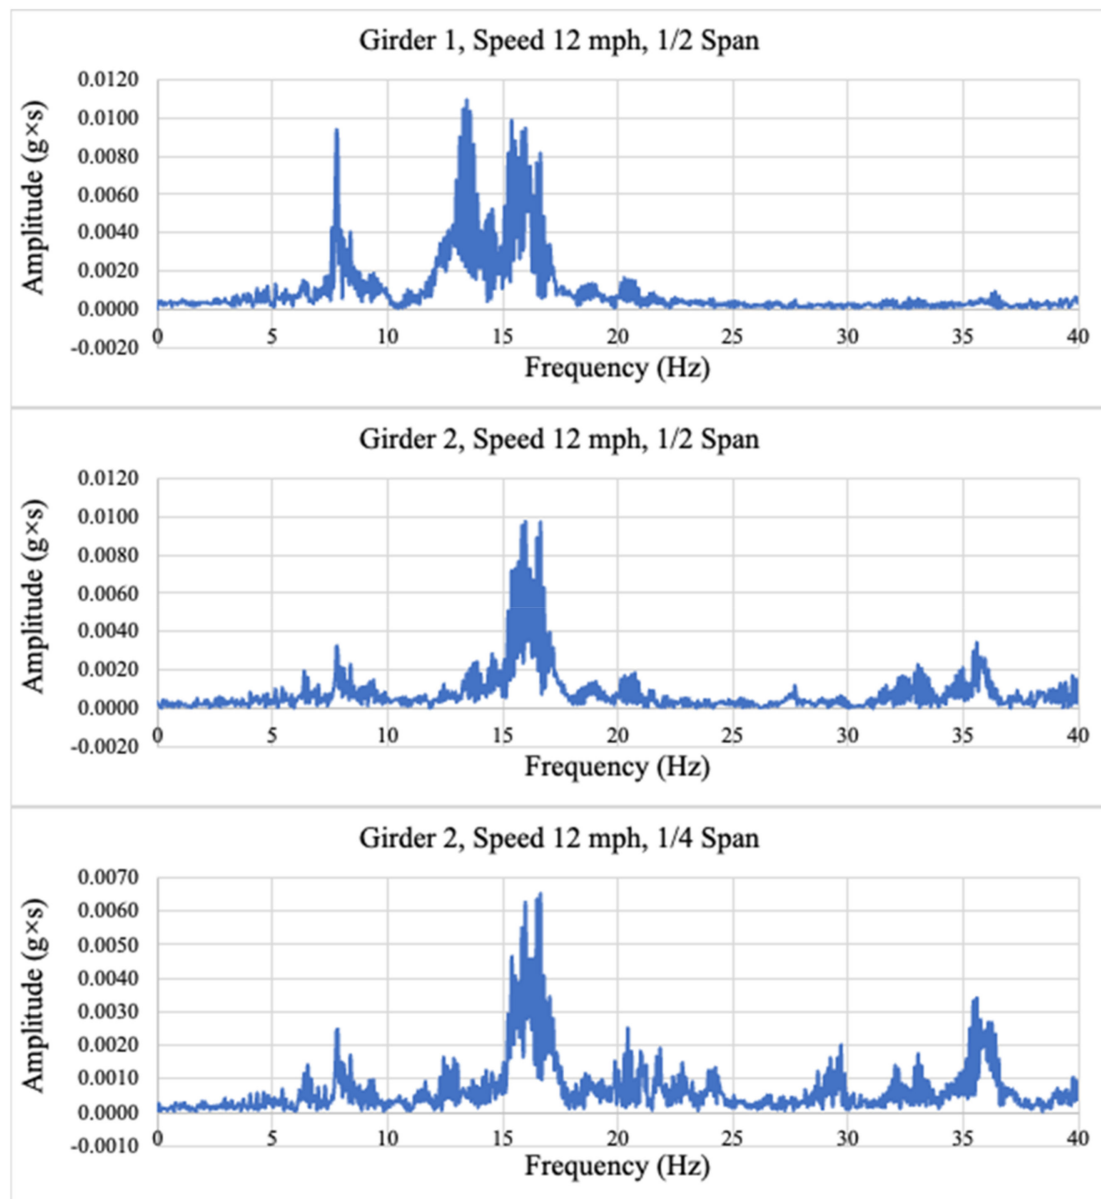 Girder 1, Speed 12 mph, 1/2 Span
Amplitude (g×s)
0.0120
0.0100
0.0080
0.0060
0.0040
0.0020
0.0000
-0.0020
0 5 10 15 20 25 30 35 40
Frequency (Hz)
Girder 2, Speed 12 mph, 1/2 Span
Amplitude (g×s)
0.0120
0.0100
0.0080
0.0060
0.0040
0.0020
0.0000
-0.0020
0 5 10 15 20 25 30 35 40
Frequency (Hz)
Girder 2, Speed 12 mph, 1/4 Span
Amplitude (g×s)
0.0070
0.0060
0.0050
0.0040
0.0030
0.0020
0.0010
0.0000
-0.0010
0 5 10 15 20 25 30 35 40
Frequency (Hz)